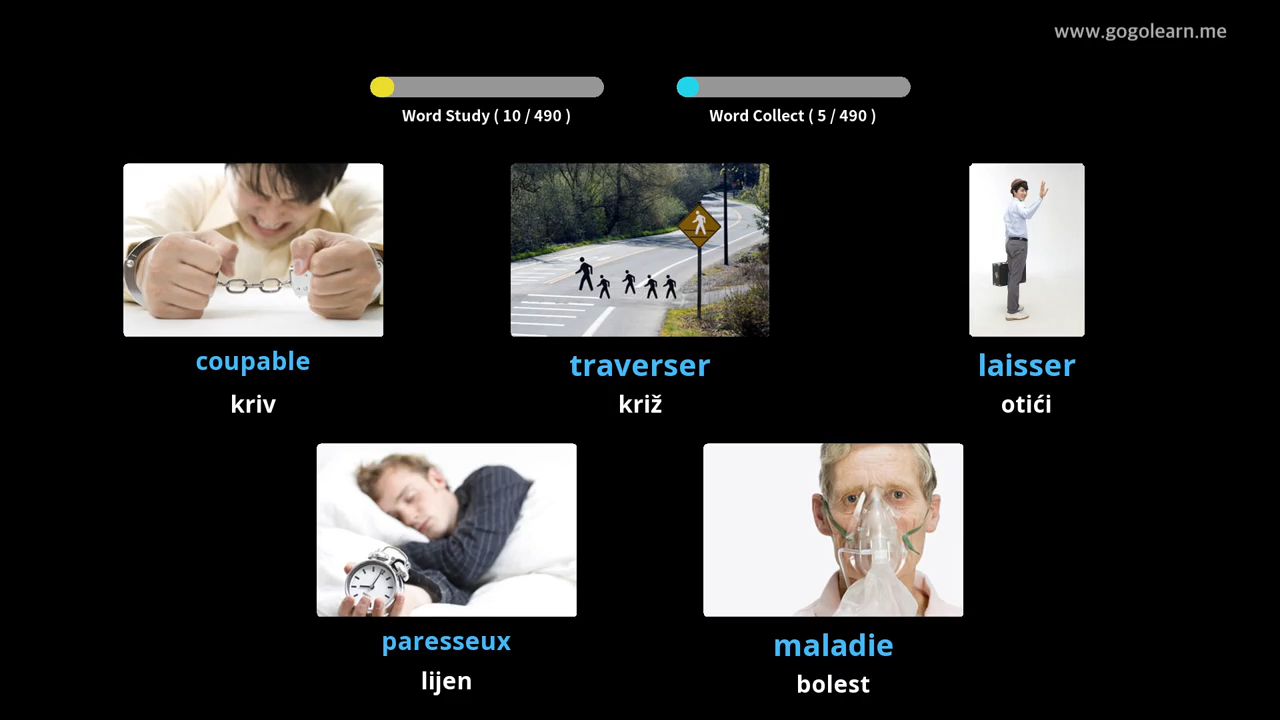 www.gogolearn.me
Word Study ( 10 / 490 )
Word Collect ( 5 / 490 )
coupable
traverser
laisser
kriv
križ
otići
paresseux
maladie
lijen
bolest